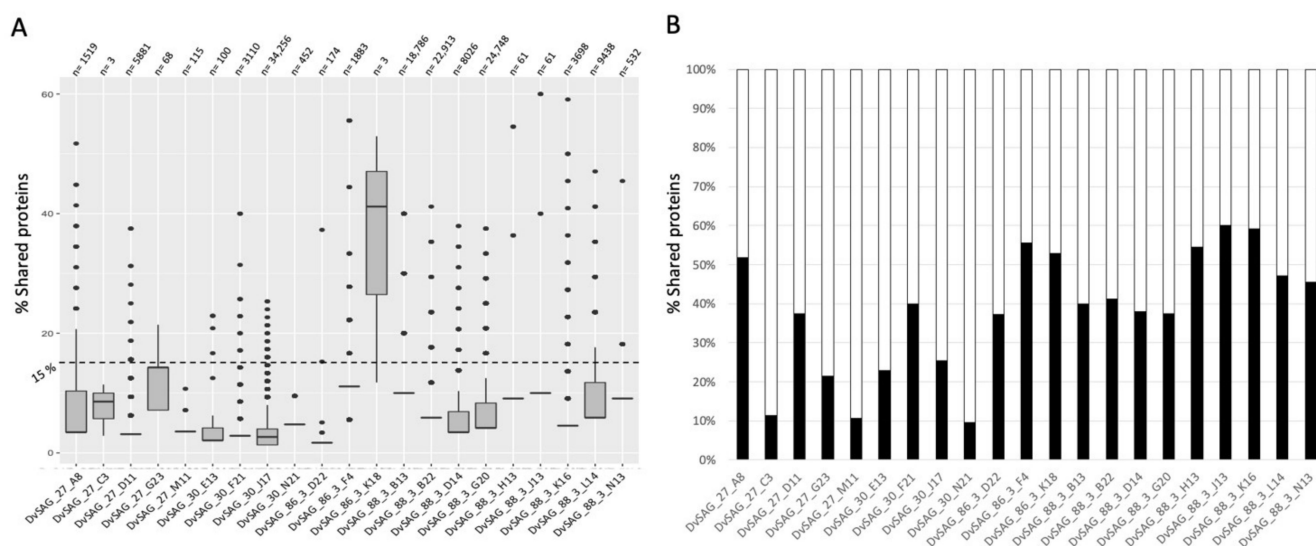 A
n= 1519
n= 3
n= 5881
n= 68
n= 115
n= 100
n= 3110
n= 34,256
n= 452
n= 174
n= 1883
n= 3
n= 18,786
n= 22,913
n= 8026
n= 24,748
n= 61
n= 61
n= 3698
n= 9438
n= 532
% Shared proteins
60
40
20
15 %
0
DvSAG_27_A8
DvSAG_27_C3
DvSAG_27_D11
DvSAG_27_G23
DvSAG_27_M11
DvSAG_30_E13
DvSAG_30_F21
DvSAG_30_J17
DvSAG_30_N21
DvSAG_86_3_D22
DvSAG_86_3_F4
DvSAG_86_3_K18
DvSAG_88_3_B13
DvSAG_88_3_B22
DvSAG_88_3_D14
DvSAG_88_3_G20
DvSAG_88_3_H13
DvSAG_88_3_J13
DvSAG_88_3_K16
DvSAG_88_3_L14
DvSAG_88_3_N13
B
% Shared proteins
100%
90%
80%
70%
60%
50%
40%
30%
20%
10%
0%
DvSAG_27_A8
DvSAG_27_C3
DvSAG_27_D11
DvSAG_27_G23
DvSAG_27_M11
DvSAG_30_E13
DvSAG_30_F21
DvSAG_30_J17
DvSAG_30_N21
DvSAG_86_3_D22
DvSAG_86_3_F4
DvSAG_86_3_K18
DvSAG_88_3_B13
DvSAG_88_3_B22
DvSAG_88_3_D14
DvSAG_88_3_G20
DvSAG_88_3_H13
DvSAG_88_3_J13
DvSAG_88_3_K16
DvSAG_88_3_L14
DvSAG_88_3_N13